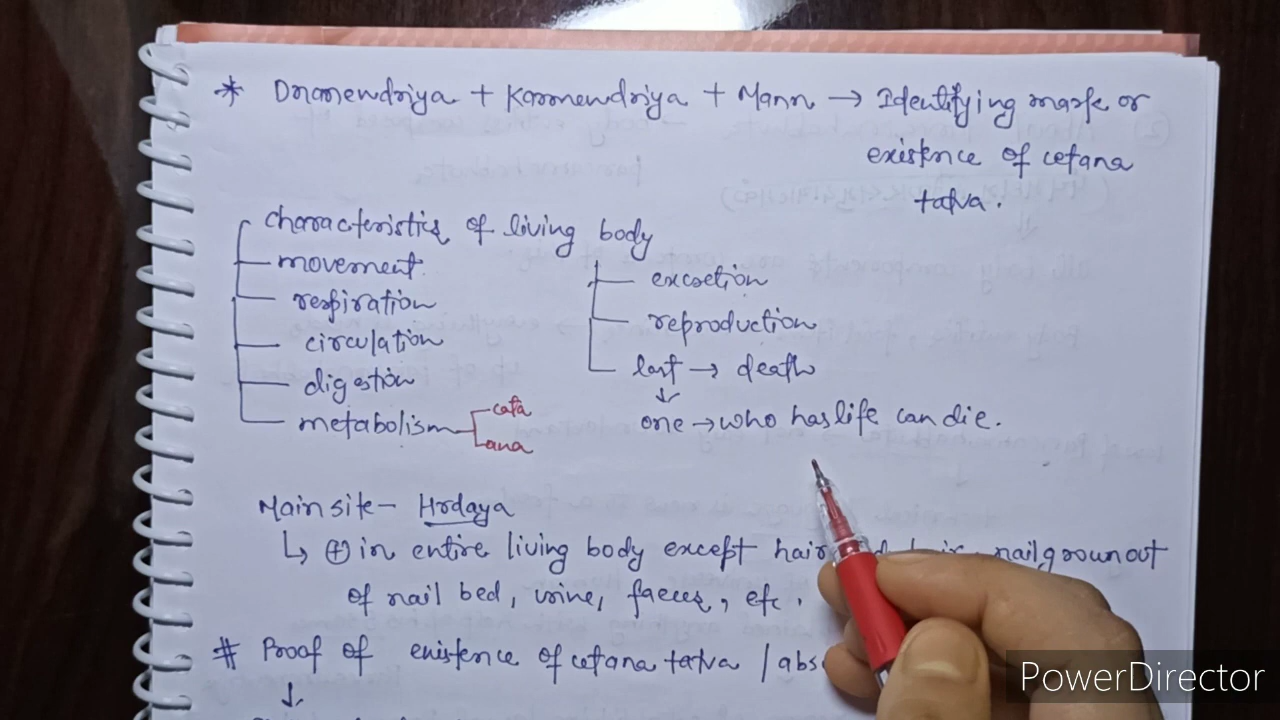 * Dnanendriya + Karmendriya + Mann → Identifying mark or
existence of cetana
tatva.
characteristics of living body
movement
respiration
circulation
digestion
metabolism
cata
ana
excretion
reproduction
last → death
↓
one → who has life can die.
Main site - Hrdaya
↳ (+) in entire living body except hair nail grown out
of nail bed, urine, faeces, etc.
# Proof of existence of cetana tatva / abs
↓
PowerDirector